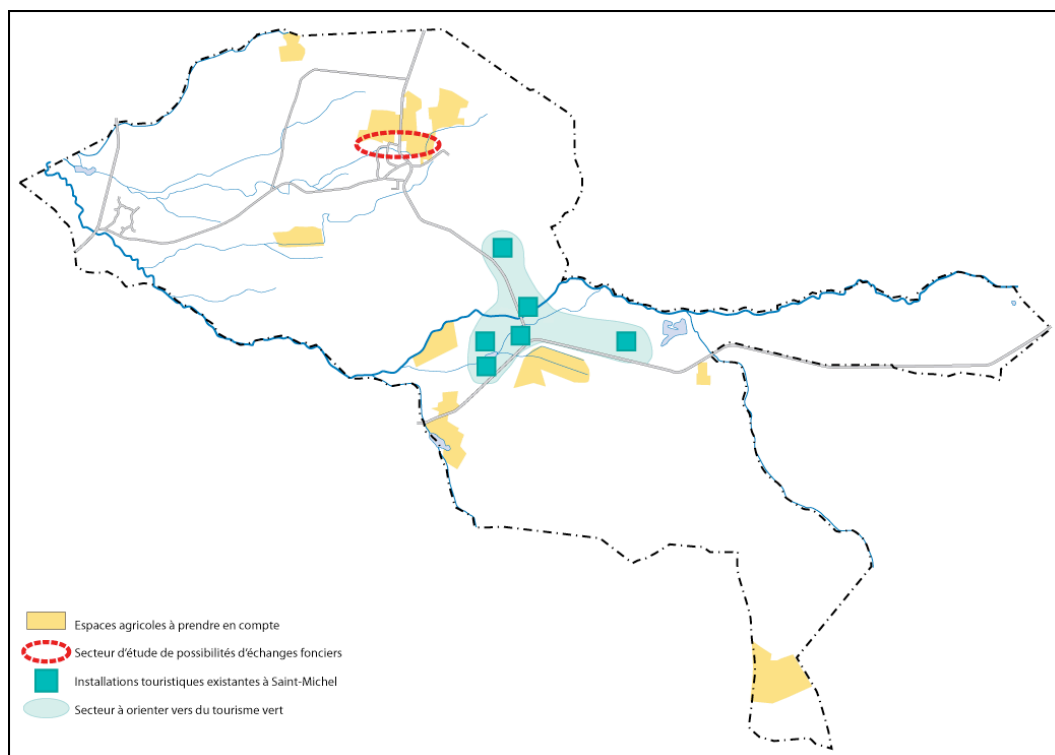 Espaces agricoles à prendre en compte
Secteur d'étude de possibilités d'échanges fonciers
Installations touristiques existantes à Saint-Michel
Secteur à orienter vers du tourisme vert